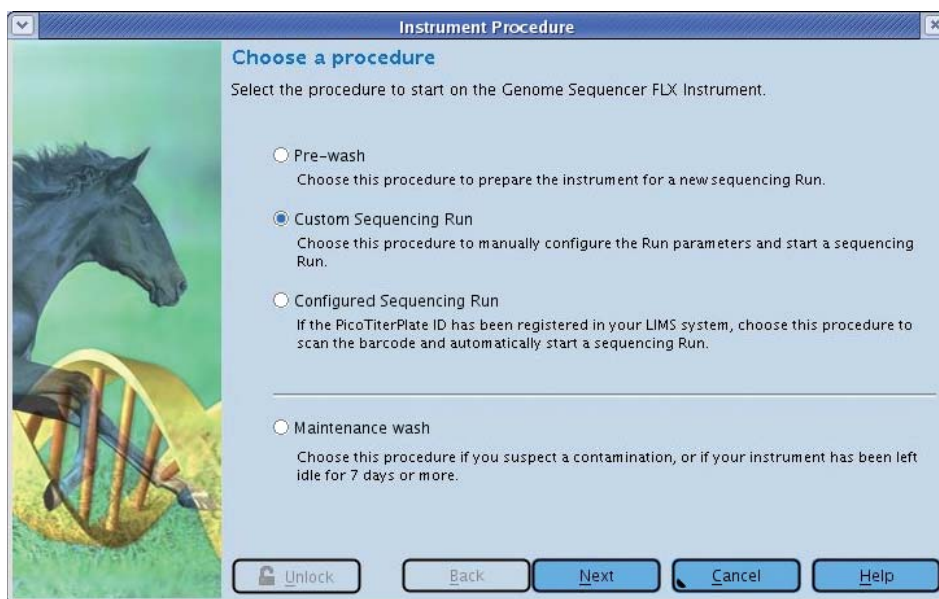 Instrument Procedure
Choose a procedure
Select the procedure to start on the Genome Sequencer FLX Instrument.
Pre-wash
Choose this procedure to prepare the instrument for a new sequencing Run.
Custom Sequencing Run
Choose this procedure to manually configure the Run parameters and start a sequencing
Run.
Configured Sequencing Run
If the PicoTiterPlate ID has been registered in your LIMS system, choose this procedure to
scan the barcode and automatically start a sequencing Run.
Maintenance wash
Choose this procedure if you suspect a contamination, or if your instrument has been left
idle for 7 days or more.
Unlock Back Next Cancel Help